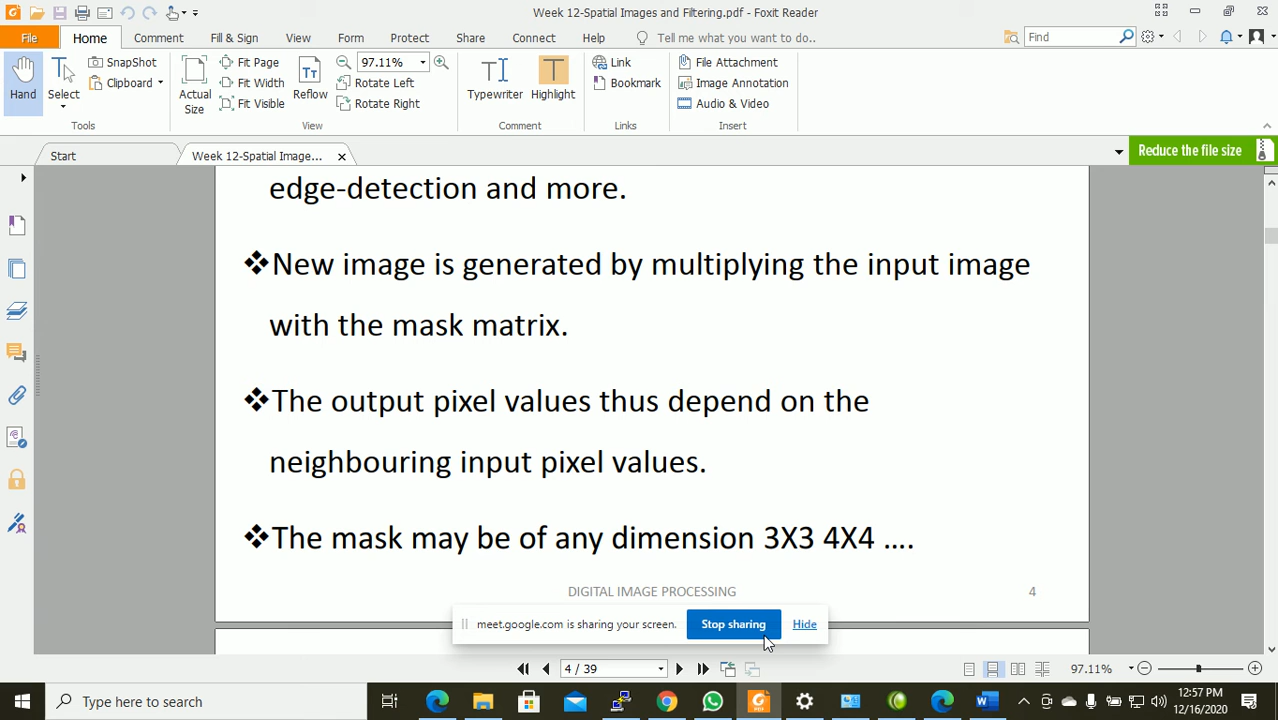 Week 12-Spatial Images and Filtering.pdf - Foxit Reader
File Home Comment Fill & Sign View Form Protect Share Connect Help Tell me what you want to do.. Find
Hand
Select
SnapShot
Clipboard
Tools
Actual Size
Fit Page
Fit Width
Fit Visible
Reflow
97.11%
Rotate Left
Rotate Right
View
Typewriter
Highlight
Comment
Link
Bookmark
Links
File Attachment
Image Annotation
Audio & Video
Insert
Start
Week 12-Spatial Image...
Reduce the file size
edge-detection and more.
❖New image is generated by multiplying the input image
with the mask matrix.
❖The output pixel values thus depend on the
neighbouring input pixel values.
❖The mask may be of any dimension 3X3 4X4 ....
DIGITAL IMAGE PROCESSING 4
meet.google.com is sharing your screen. Stop sharing Hide
4 / 39
97.11%
Type here to search
12:57 PM
12/16/2020